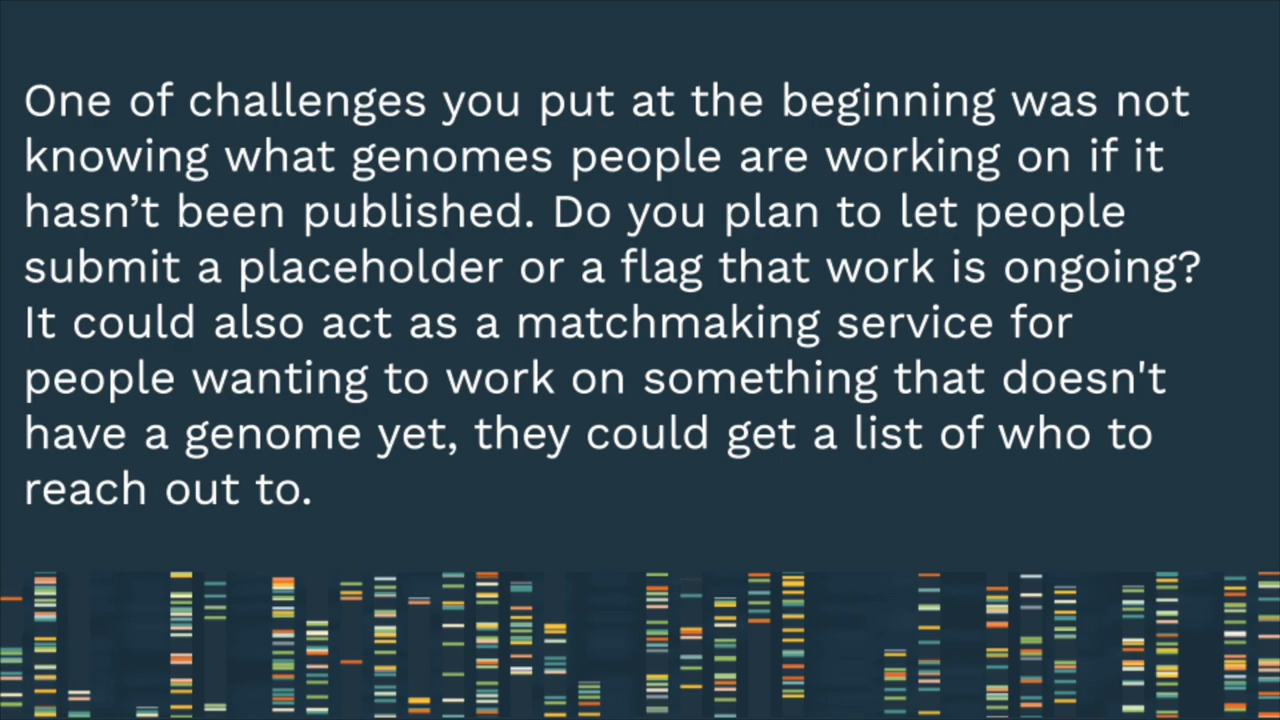 One of challenges you put at the beginning was not
knowing what genomes people are working on if it
hasn’t been published. Do you plan to let people
submit a placeholder or a flag that work is ongoing?
It could also act as a matchmaking service for
people wanting to work on something that doesn't
have a genome yet, they could get a list of who to
reach out to.